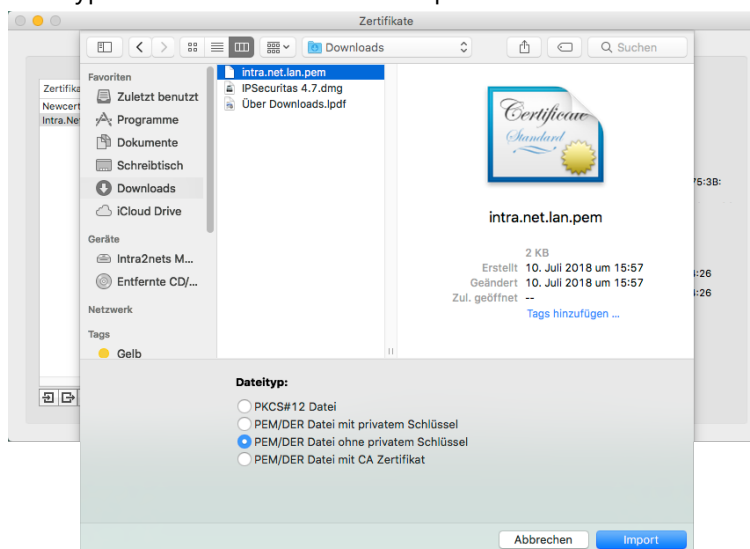 Zertifikate
Downloads
Suchen
Favoriten
Zuletzt benutzt
Programme
Dokumente
Schreibtisch
Downloads
iCloud Drive
Geräte
Intra2nets M...
Entfernte CD/...
Netzwerk
Tags
Gelb
Zertifika
Newcert
Intra.Ne
intra.net.lan.pem
IPSecuritas 4.7.dmg
Über Downloads.lpdf
Certificate
Standard
intra.net.lan.pem
2 KB
Erstellt 10. Juli 2018 um 15:57
Geändert 10. Juli 2018 um 15:57
Zul. geöffnet --
Tags hinzufügen ...
75:3B:
:26
:26
Dateityp:
PKCS#12 Datei
PEM/DER Datei mit privatem Schlüssel
PEM/DER Datei ohne privatem Schlüssel
PEM/DER Datei mit CA Zertifikat
Abbrechen
Import